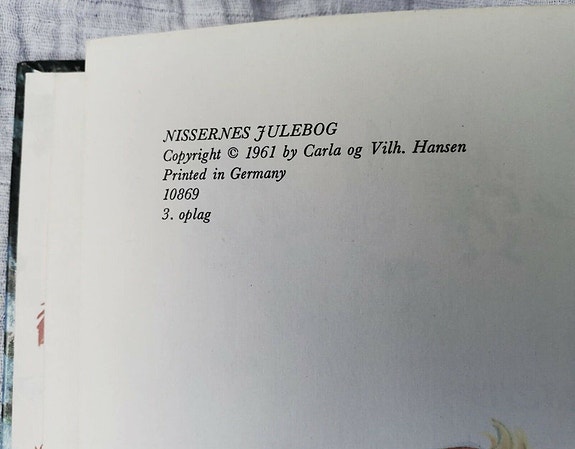 NISSERNES JULEBOG
Copyright © 1961 by Carla og Vilh. Hansen
Printed in Germany
10869
3. oplag